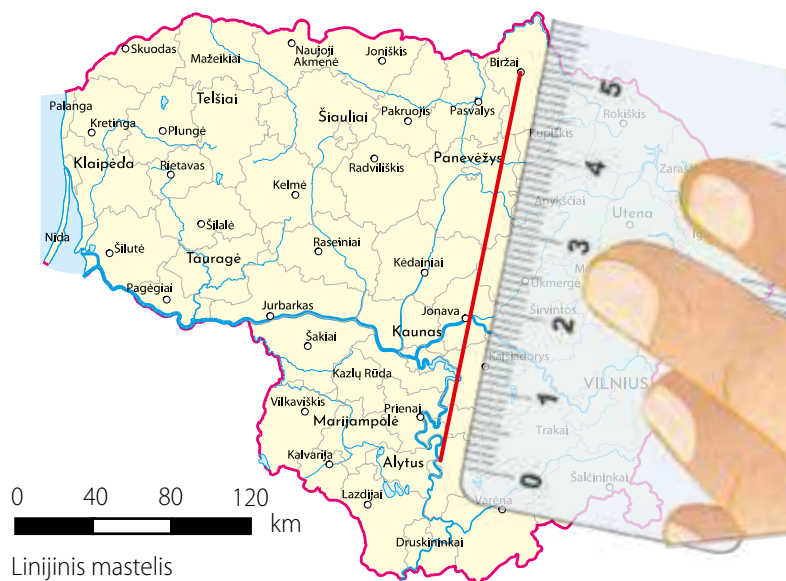 Skuodas
Mažeikiai
Naujoji
Akmenė
Joniškis
Biržai
Palanga
Kretinga
Plungė
Telšiai
Šiauliai
Pakruojis
Pasvalys
Rokiškis
Kupiškis
Klaipėda
Rietavas
Radviliškis
Panevėžys
Zaras
Kelmė
Anykščiai
Utena
Nida
Šilutė
Šilalė
Tauragė
Raseiniai
Kėdainiai
Ukmergė
Pagėgiai
Jurbarkas
Jonava
Širvintos
Šakiai
Kaunas
Kaišiadorys
Kazlų Rūda
VILNIUS
Vilkaviškis
Marijampolė
Prienai
Trakai
Kalvarija
Alytus
Šalčininkai
Lazdijai
Varėna
Druskininkai
5
4
3
2
1
0
0 40 80 120
km
Linijinis mastelis